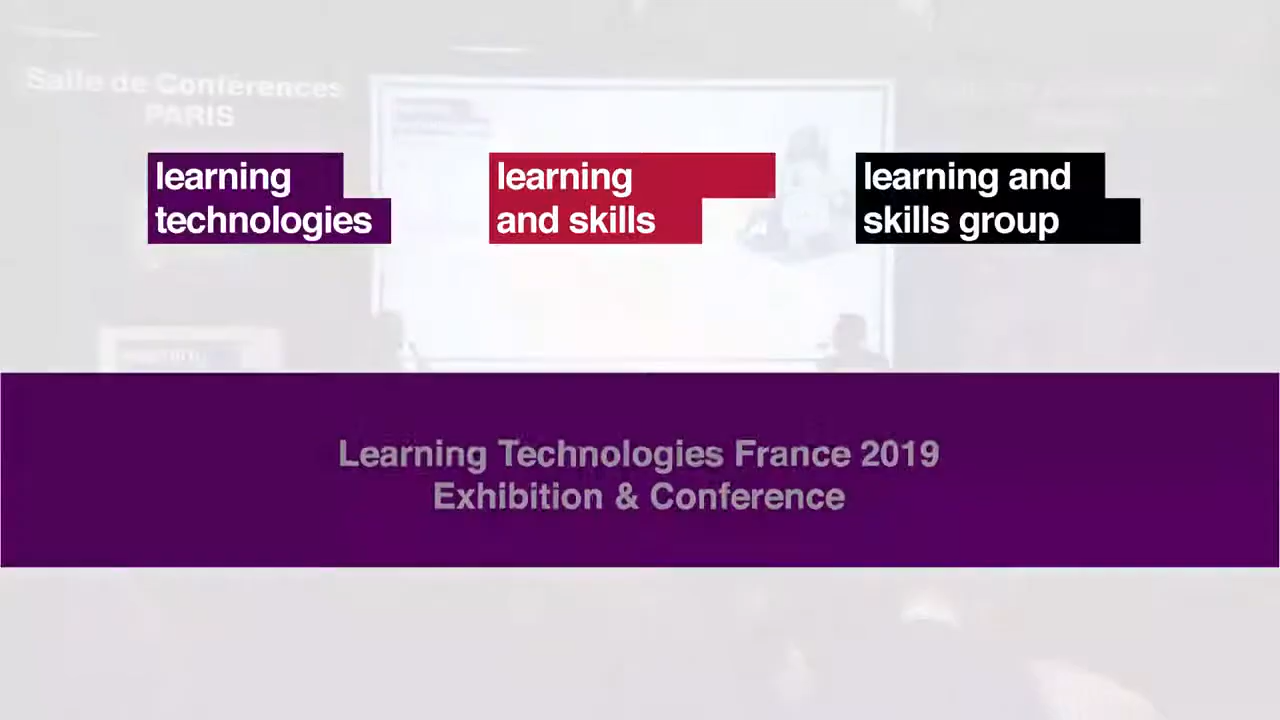 Salle de Conférences
PARIS
learning
technologies
learning
and skills
learning and
skills group
Learning Technologies France 2019
Exhibition & Conference